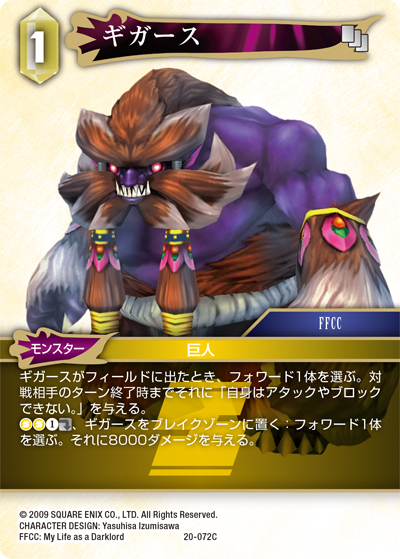 1
ギガース
FFCC
モンスター
巨人
ギガースがフィールドに出たとき、フォワード1体を選ぶ。対
戦相手のターン終了時までそれに「自身はアタックやブロック
できない。」を与える。
1、ギガースをブレイクゾーンに置く：フォワード1体
を選ぶ。それに8000ダメージを与える。
© 2009 SQUARE ENIX CO., LTD. All Rights Reserved.
CHARACTER DESIGN: Yasuhisa Izumisawa
FFCC: My Life as a Darklord 20-072C